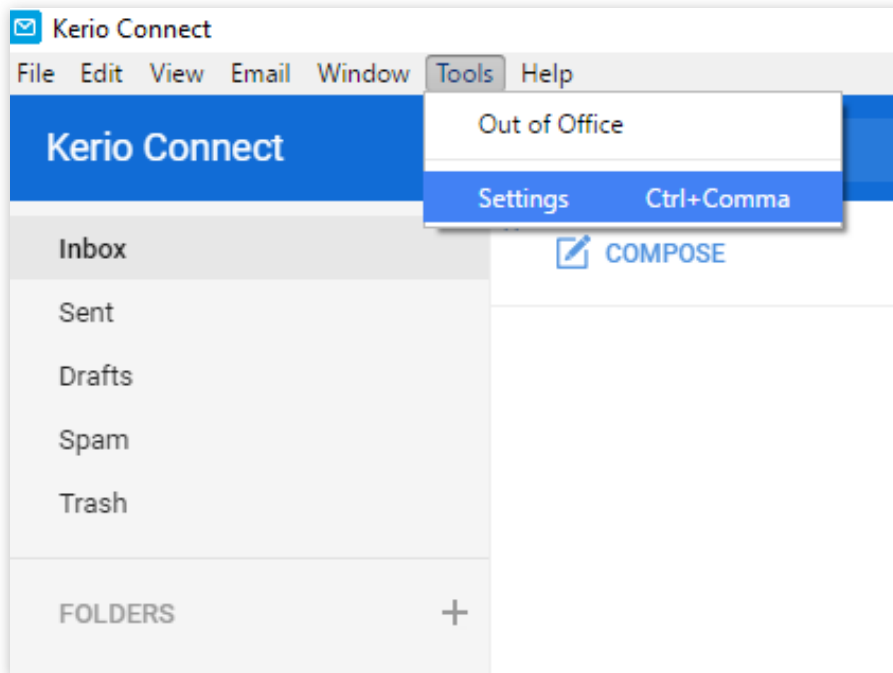 Kerio Connect
File Edit View Email Window Tools Help
Kerio Connect
Out of Office
Settings Ctrl+Comma
COMPOSE
Inbox
Sent
Drafts
Spam
Trash
FOLDERS +